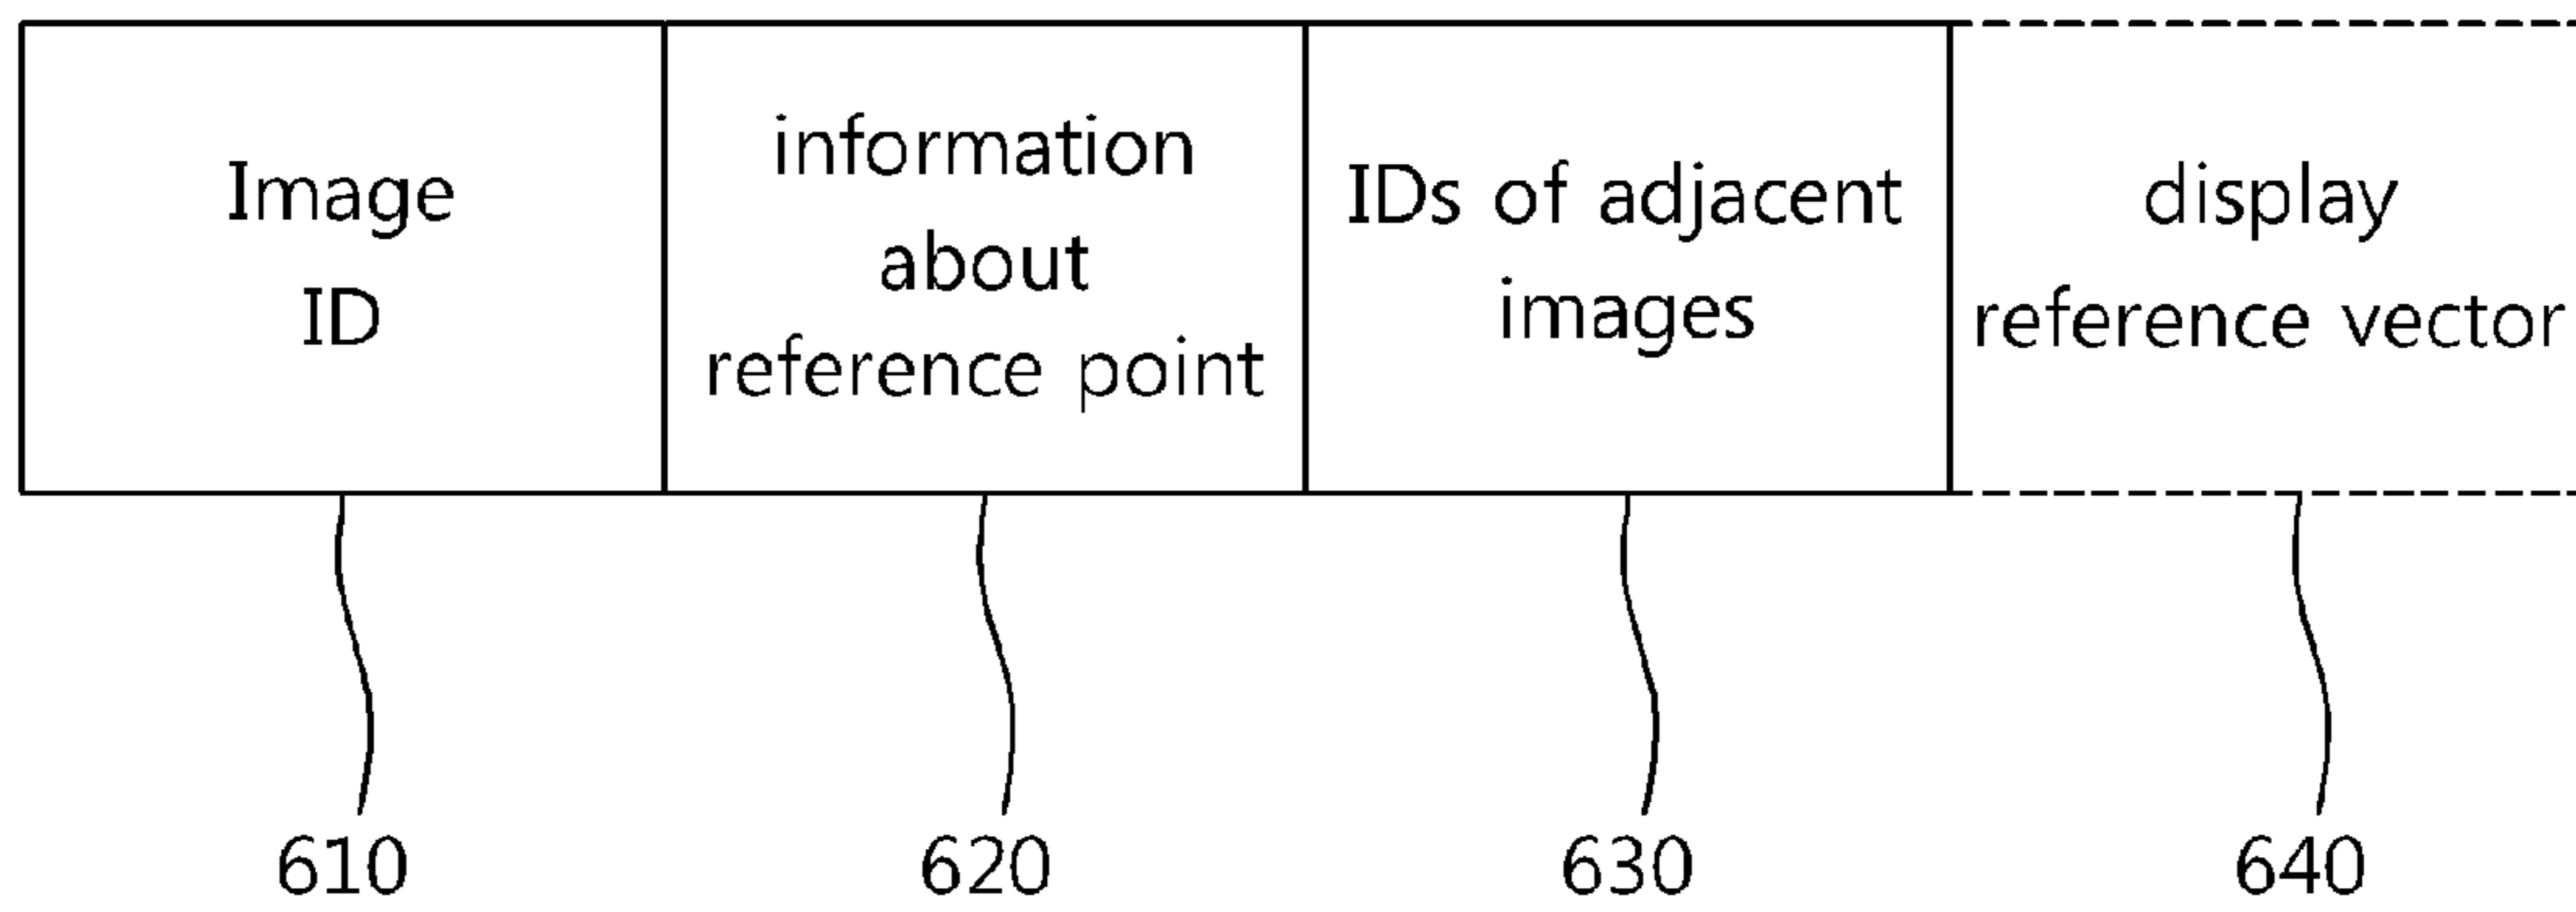 Image
ID
information
about
reference point
IDs of adjacent
images
display
reference vector
610
620
630
640